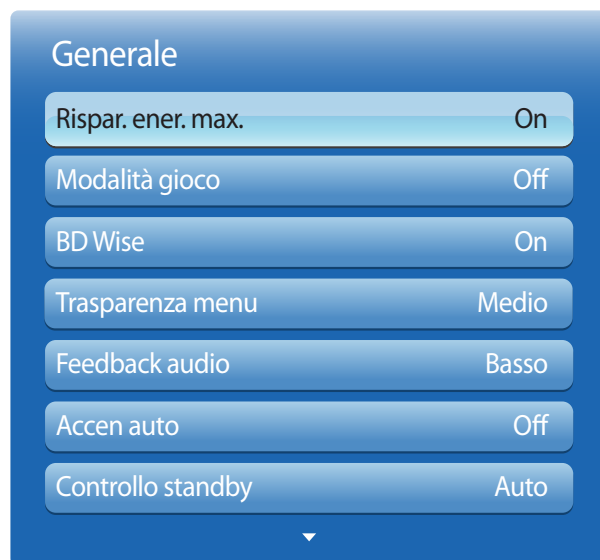 Generale
Rispar. ener. max. On
Modalità gioco Off
BD Wise On
Trasparenza menu Medio
Feedback audio Basso
Accen auto Off
Controllo standby Auto